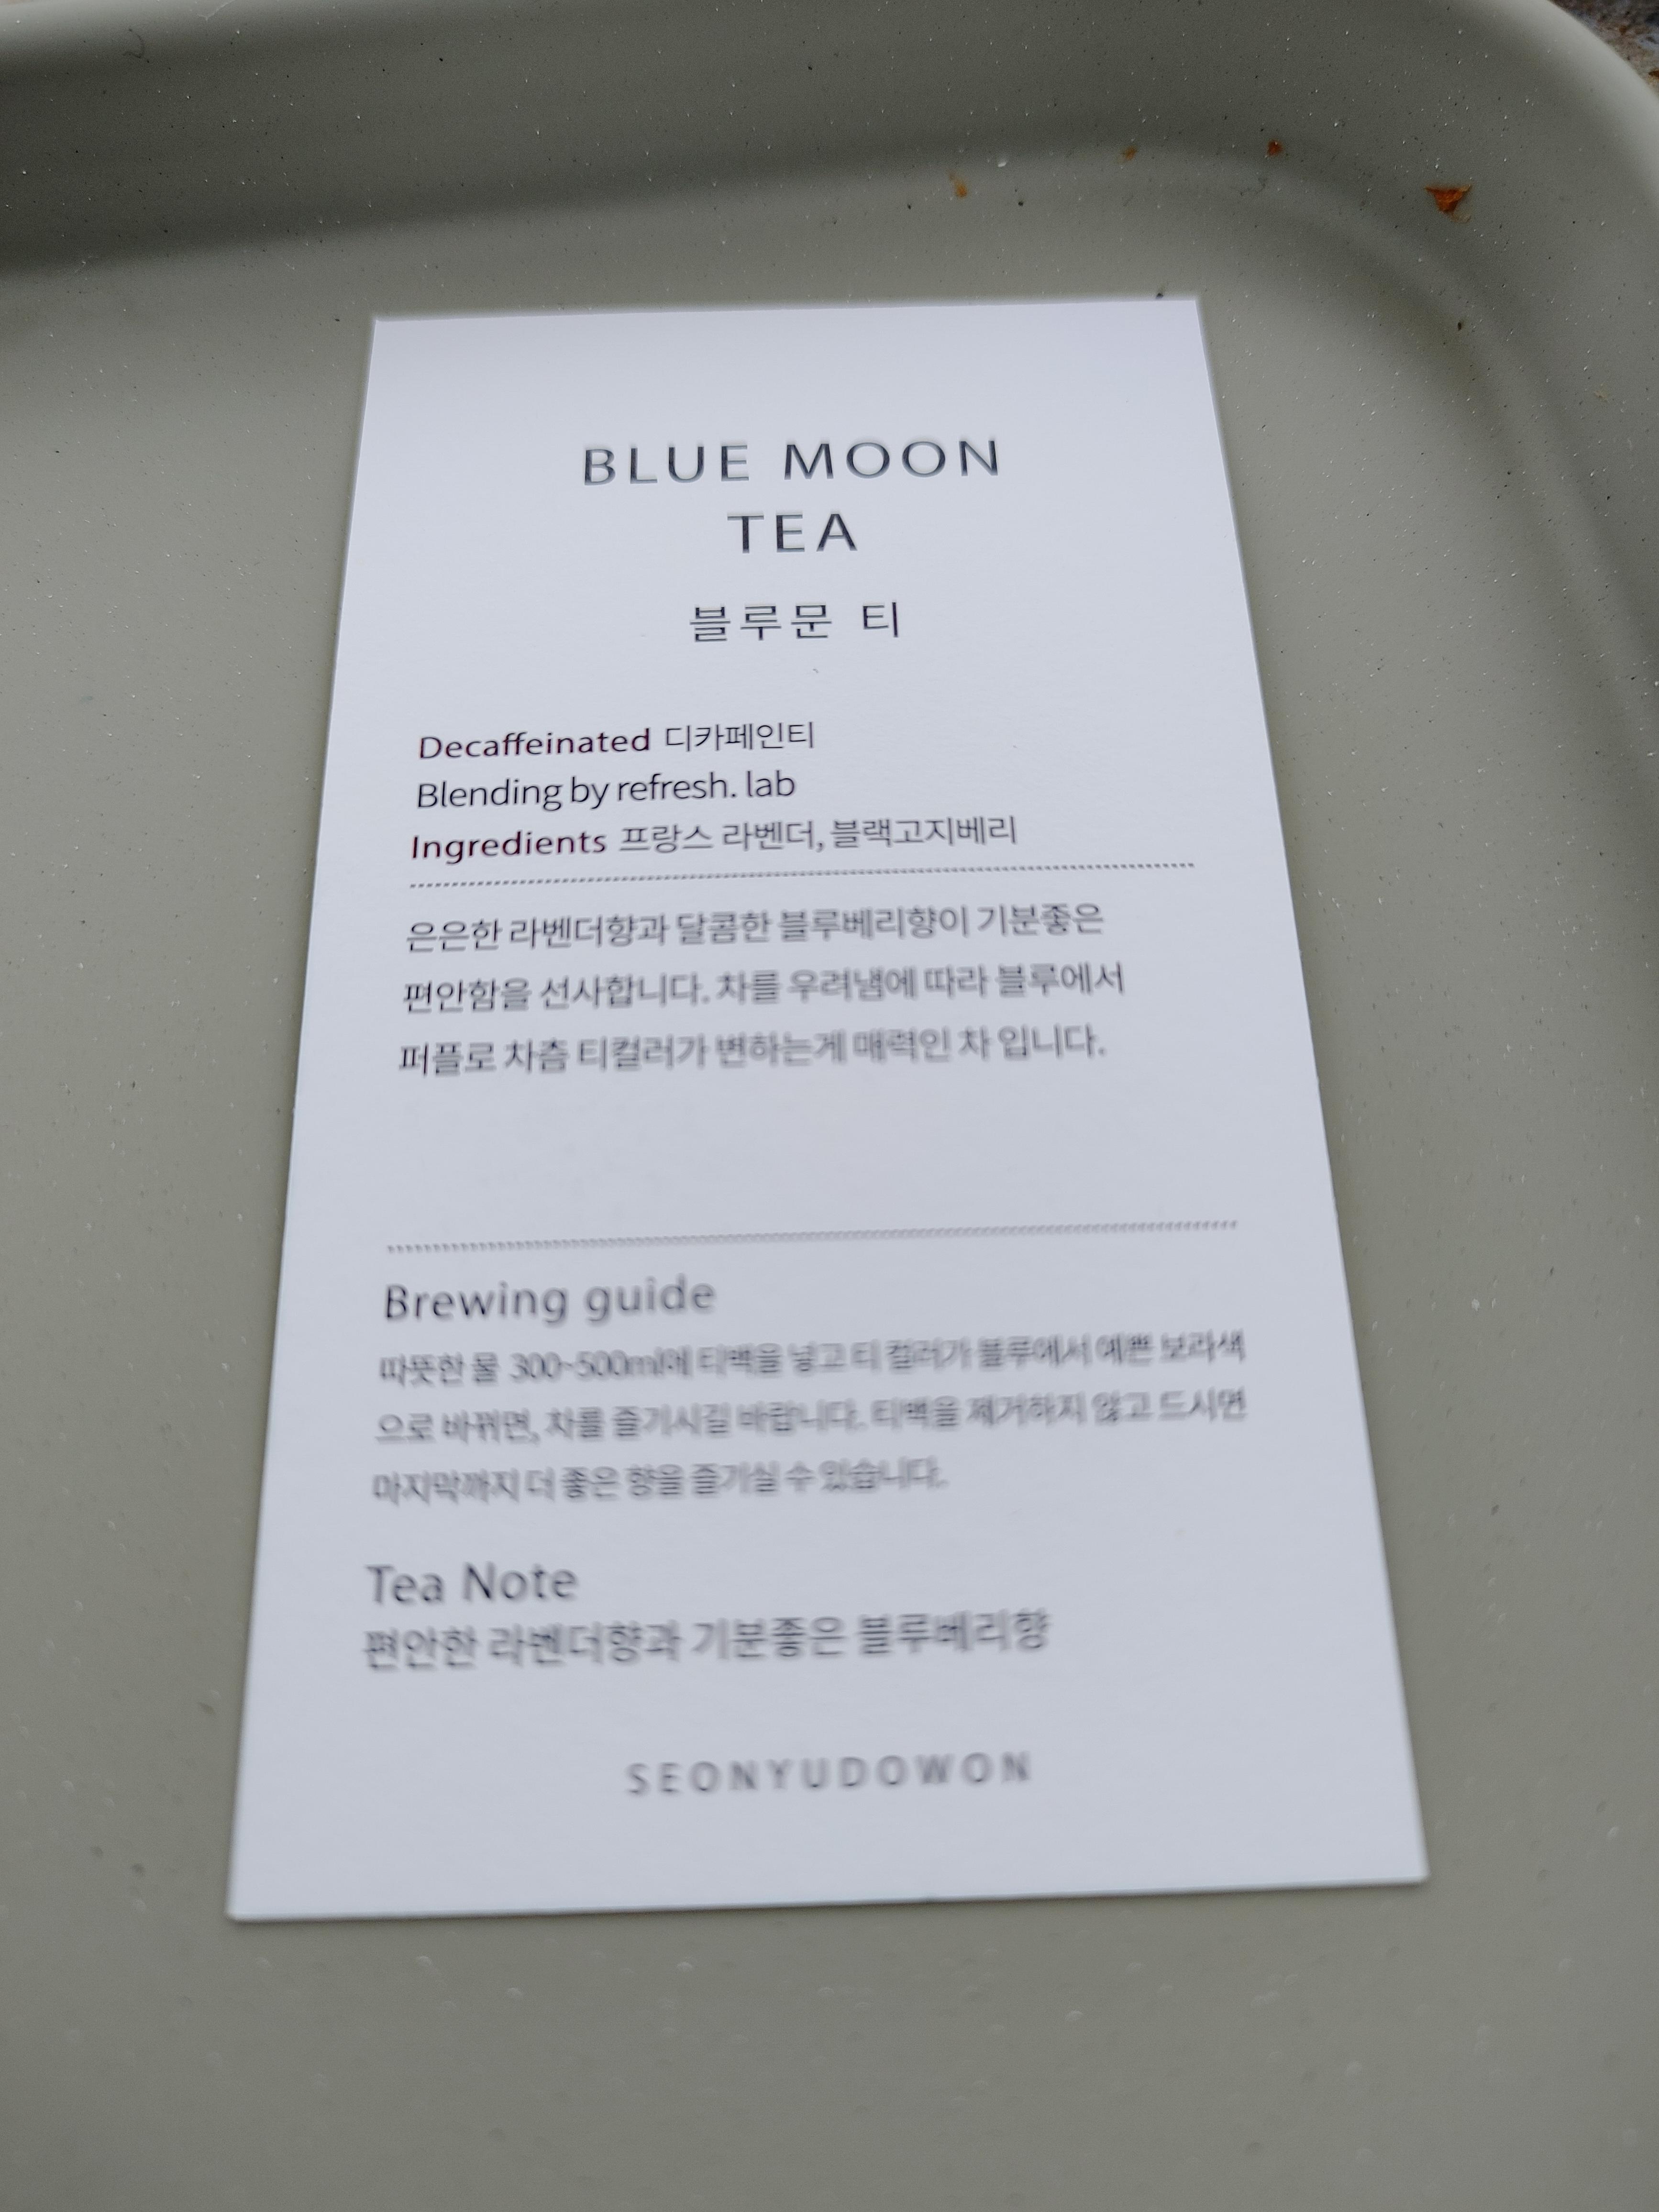 BLUE MOON
TEA
블루문 티
Decaffeinated 디카페인티
Blending by refresh. lab
Ingredients 프랑스 라벤더, 블랙고지베리
은은한 라벤더향과 달콤한 블루베리향이 기분좋은
편안함을 선사합니다. 차를 우려냄에 따라 블루에서
퍼플로 차츰 티컬러가 변하는게 매력인 차 입니다.
Brewing guide
따뜻한 물 300~500ml에 티백을 넣고 티 컬러가 블루에서 예쁜 보라색
으로 바뀌면, 차를 즐기시길 바랍니다. 티백을 제거하지 않고 드시면
마지막까지 더 좋은 향을 즐기실 수 있습니다.
Tea Note
편안한 라벤더향과 기분좋은 블루베리향
SEONYUDOWON